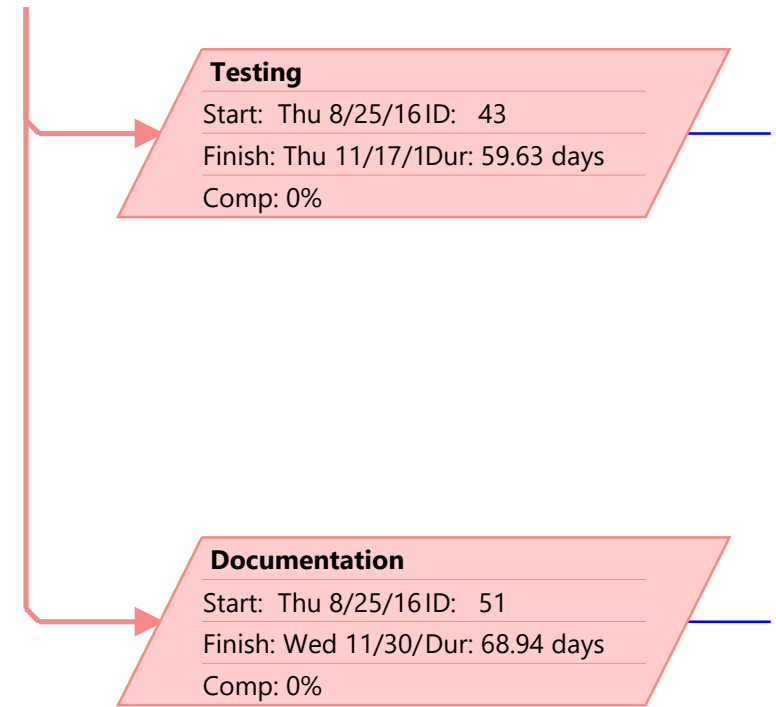 Testing
Start: Thu 8/25/16 ID: 43
Finish: Thu 11/17/1 Dur: 59.63 days
Comp: 0%
Documentation
Start: Thu 8/25/16 ID: 51
Finish: Wed 11/30/ Dur: 68.94 days
Comp: 0%